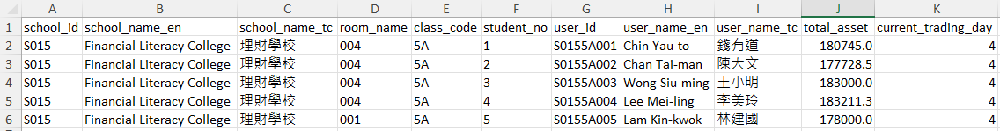 A B C D E F G H I J K
1 school_id school_name_en school_name_tc room_name class_code student_no user_id user_name_en user_name_tc total_asset current_trading_day
2 S015 Financial Literacy College 理財學校 004 5A 1 S0155A001 Chin Yau-to 錢有道 180745.0 4
3 S015 Financial Literacy College 理財學校 004 5A 2 S0155A002 Chan Tai-man 陳大文 177728.5 4
4 S015 Financial Literacy College 理財學校 004 5A 3 S0155A003 Wong Siu-ming 王小明 183000.0 4
5 S015 Financial Literacy College 理財學校 004 5A 4 S0155A004 Lee Mei-ling 李美玲 183211.3 4
6 S015 Financial Literacy College 理財學校 001 5A 5 S0155A005 Lam Kin-kwok 林建國 178000.0 4